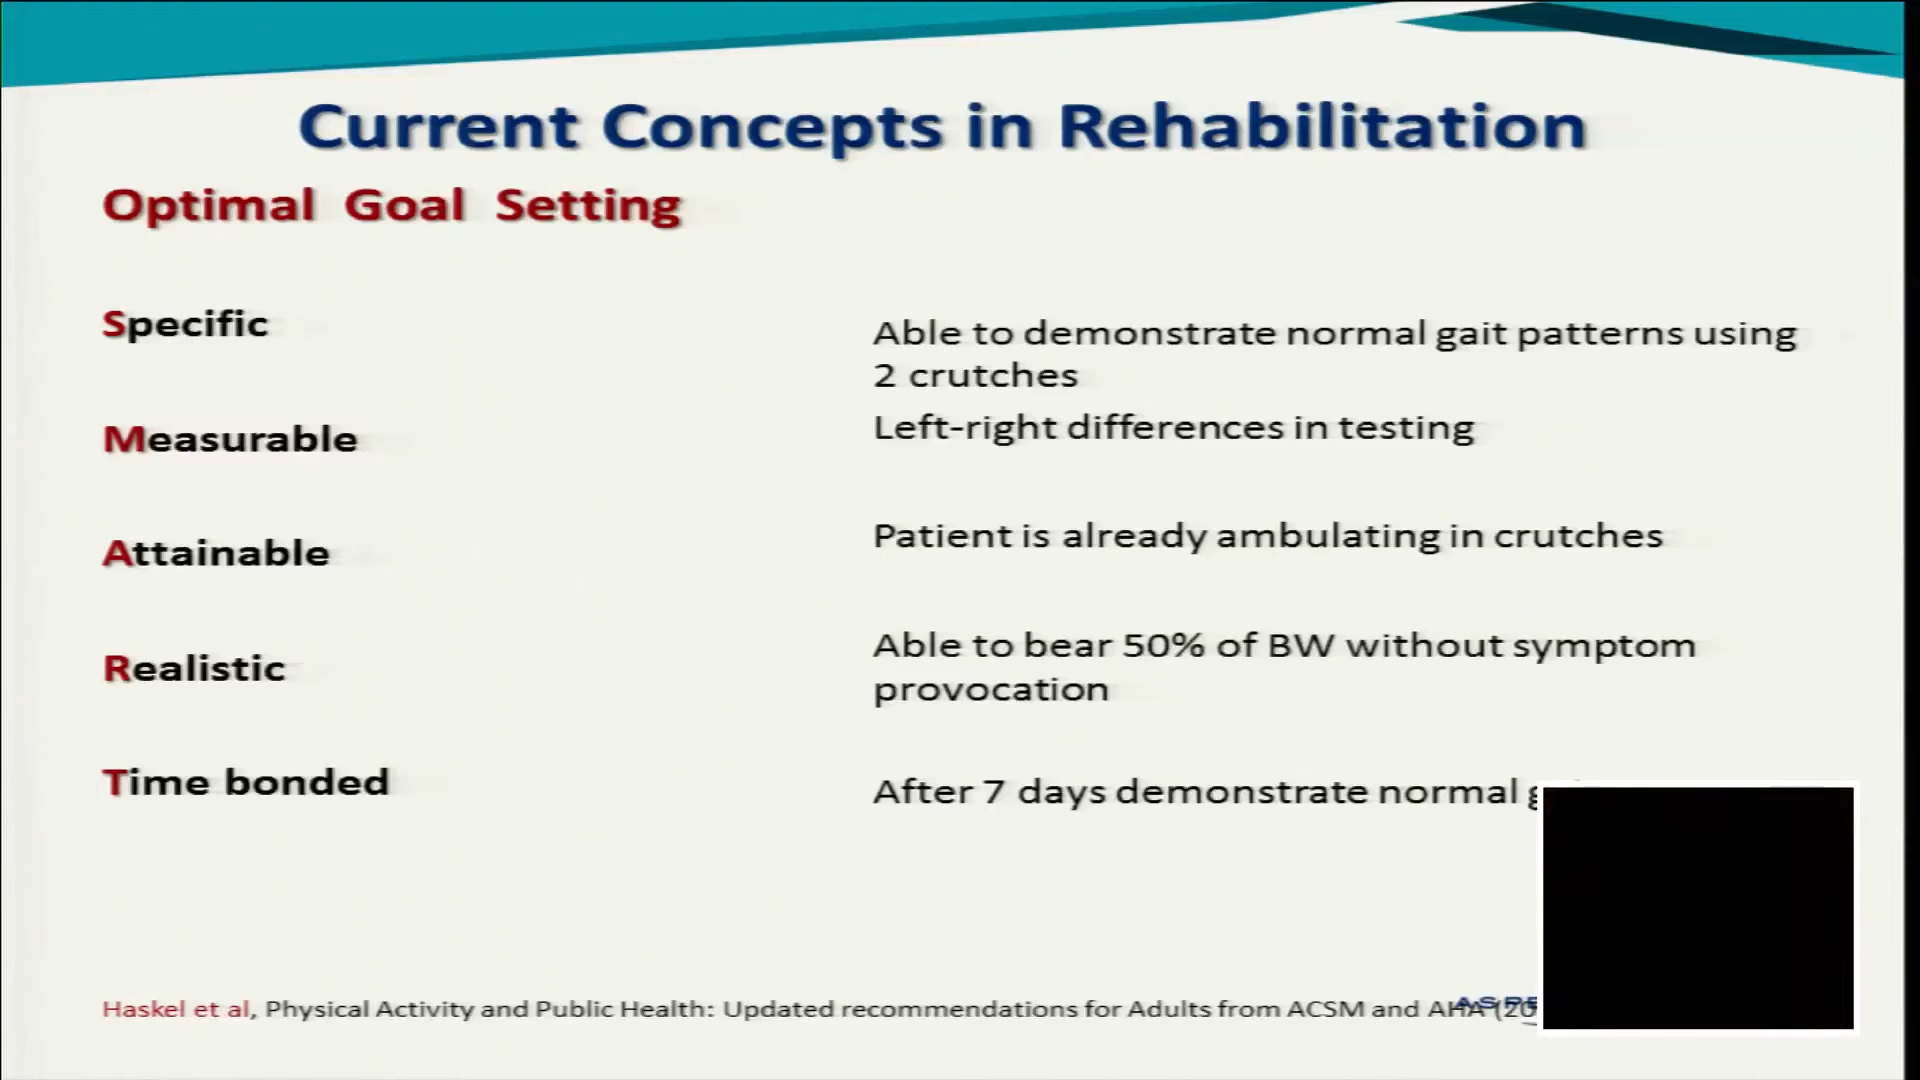 Current Concepts in Rehabilitation
Optimal Goal Setting
Specific
Able to demonstrate normal gait patterns using
2 crutches
Measurable
Left-right differences in testing
Attainable
Patient is already ambulating in crutches
Realistic
Able to bear 50% of BW without symptom
provocation
Time bonded
After 7 days demonstrate normal
Haskel et al, Physical Activity and Public Health: Updated recommendations for Adults from ACSM and AHA